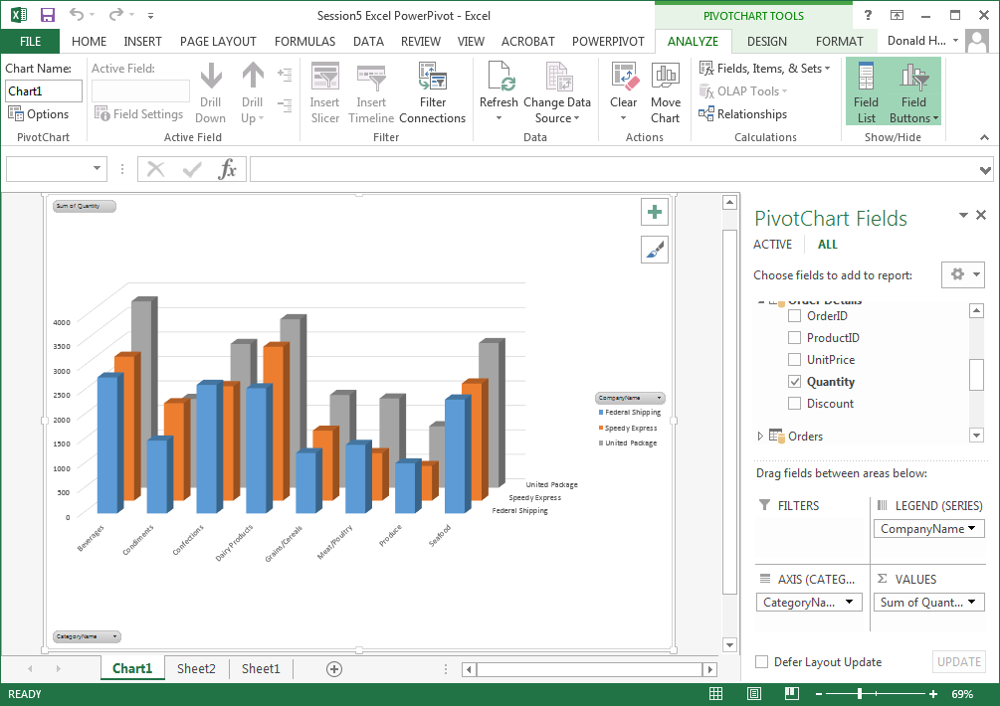 Session5 Excel PowerPivot - Excel
PIVOTCHART TOOLS
?
FILE HOME INSERT PAGE LAYOUT FORMULAS DATA REVIEW VIEW ACROBAT POWERPIVOT ANALYZE DESIGN FORMAT Donald H...
Chart Name:
Chart1
Options
PivotChart
Active Field:
Field Settings
Drill Down
Drill Up
Active Field
Insert Slicer
Insert Timeline
Filter Connections
Filter
Refresh
Change Data Source
Data
Clear
Move Chart
Actions
Fields, Items, & Sets
OLAP Tools
Relationships
Calculations
Field List
Field Buttons
Show/Hide
fx
Sum of Quantity
4000
3500
3000
2500
2000
1500
1000
500
0
Beverages
Condiments
Confections
Dairy Products
Grains/Cereals
Meat/Poultry
Produce
Seafood
United Package
Speedy Express
Federal Shipping
CompanyName
Federal Shipping
Speedy Express
United Package
CategoryName
PivotChart Fields
ACTIVE ALL
Choose fields to add to report:
Order Details
OrderID
ProductID
UnitPrice
Quantity
Discount
Orders
Drag fields between areas below:
FILTERS
LEGEND (SERIES)
CompanyName
AXIS (CATEG...
CategoryNa...
Σ VALUES
Sum of Quant...
Defer Layout Update
UPDATE
Chart1 Sheet2 Sheet1
READY
69%